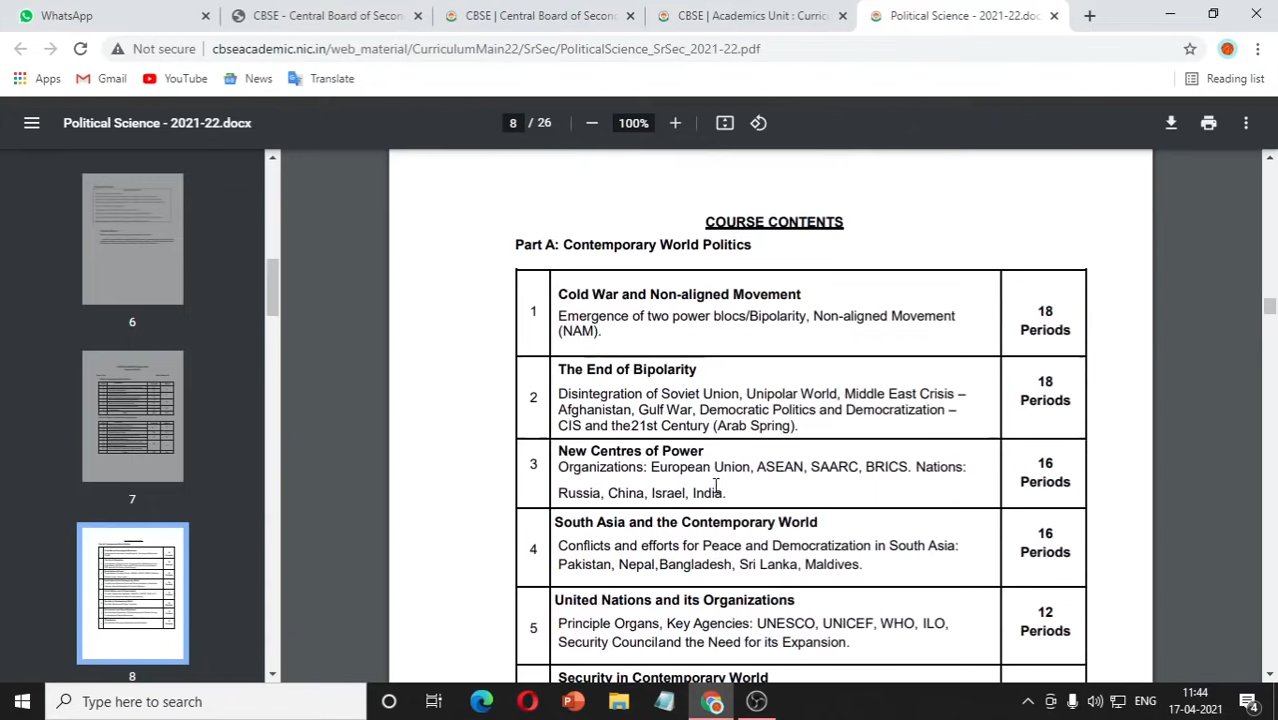 WhatsApp
CBSE - Central Board of Secon
CBSE | Central Board of Secon
CBSE | Academics Unit : Curric
Political Science - 2021-22.doc
Not secure
cbseacademic.nic.in/web_material/CurriculumMain22/SrSec/PoliticalScience_SrSec_2021-22.pdf
Apps
Gmail
YouTube
News
Translate
Reading list
Political Science - 2021-22.docx
8 / 26
100%
6
7
8
COURSE CONTENTS
Part A: Contemporary World Politics
1
Cold War and Non-aligned Movement
Emergence of two power blocs/Bipolarity, Non-aligned Movement
(NAM).
18
Periods
2
The End of Bipolarity
Disintegration of Soviet Union, Unipolar World, Middle East Crisis –
Afghanistan, Gulf War, Democratic Politics and Democratization –
CIS and the21st Century (Arab Spring).
18
Periods
3
New Centres of Power
Organizations: European Union, ASEAN, SAARC, BRICS. Nations:
Russia, China, Israel, India.
16
Periods
4
South Asia and the Contemporary World
Conflicts and efforts for Peace and Democratization in South Asia:
Pakistan, Nepal,Bangladesh, Sri Lanka, Maldives.
16
Periods
5
United Nations and its Organizations
Principle Organs, Key Agencies: UNESCO, UNICEF, WHO, ILO,
Security Counciland the Need for its Expansion.
12
Periods
Security in Contemporary World
Type here to search
ENG
11:44
17-04-2021
4